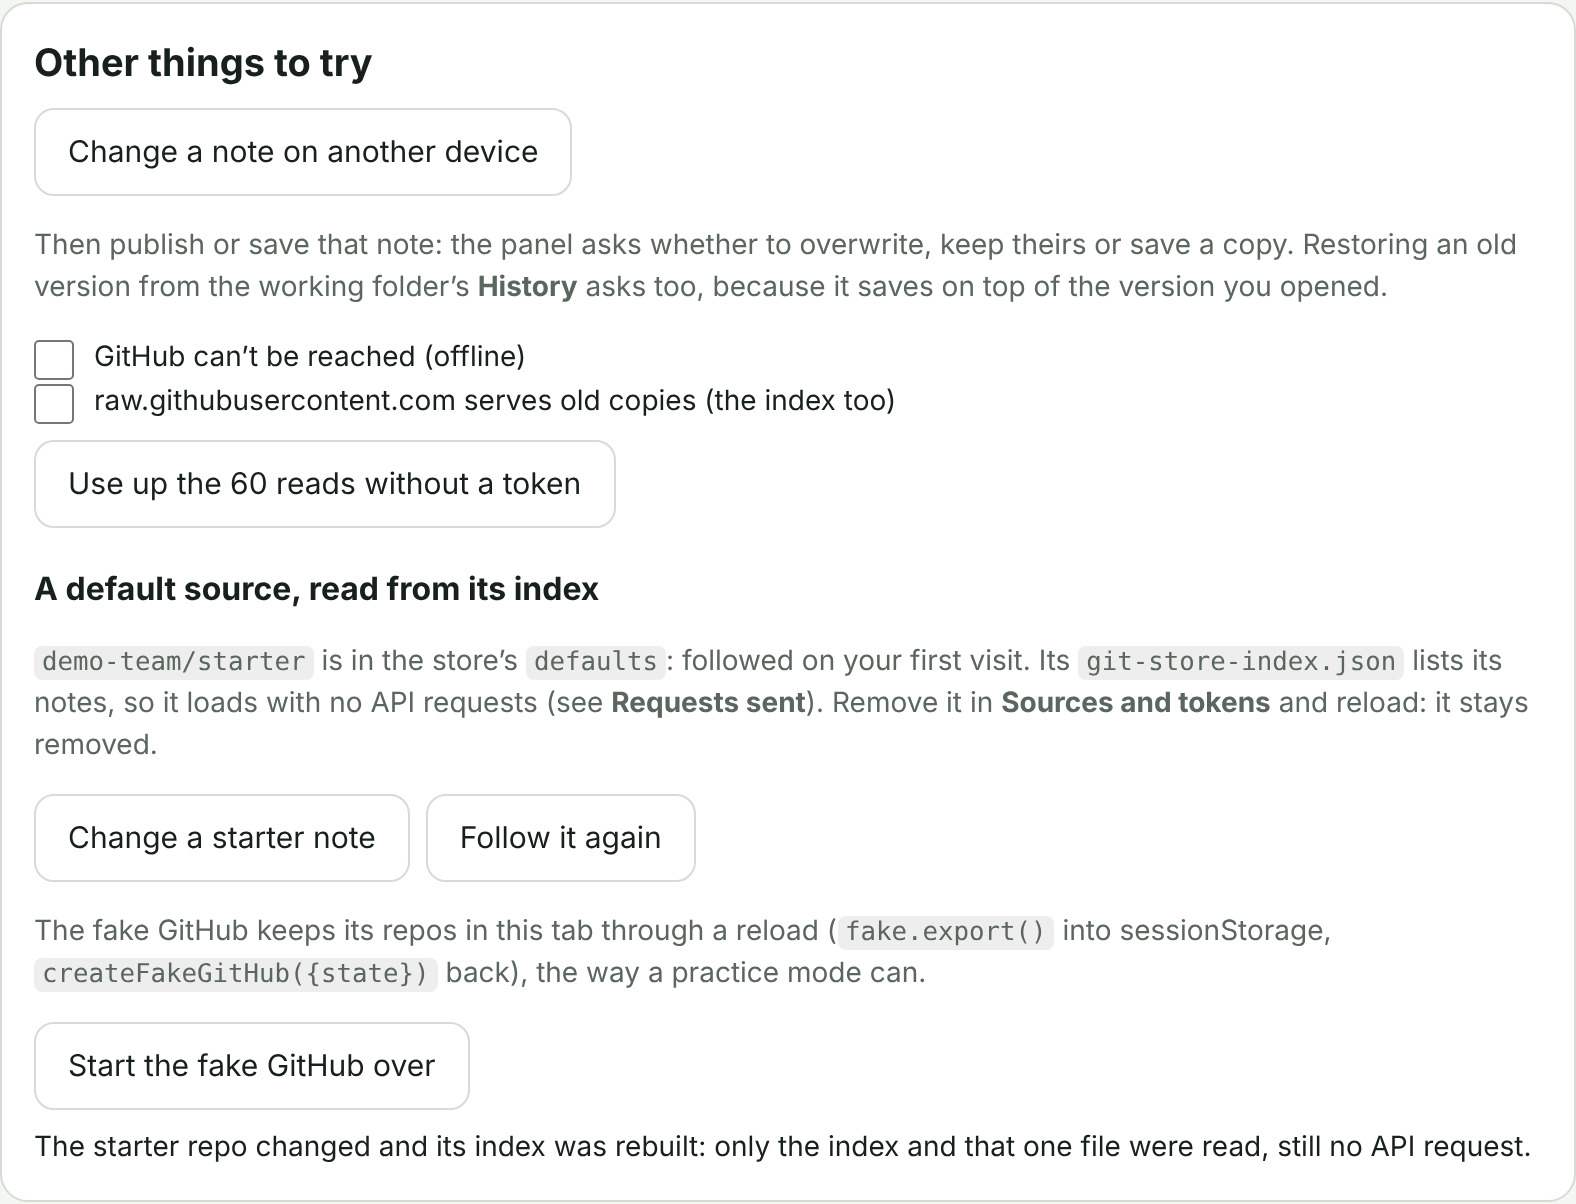 Other things to try
Change a note on another device
Then publish or save that note: the panel asks whether to overwrite, keep theirs or save a copy. Restoring an old
version from the working folder’s History asks too, because it saves on top of the version you opened.
GitHub can’t be reached (offline)
raw.githubusercontent.com serves old copies (the index too)
Use up the 60 reads without a token
A default source, read from its index
demo-team/starter is in the store’s defaults: followed on your first visit. Its git-store-index.json lists its
notes, so it loads with no API requests (see Requests sent). Remove it in Sources and tokens and reload: it stays
removed.
Change a starter note Follow it again
The fake GitHub keeps its repos in this tab through a reload (fake.export() into sessionStorage,
createFakeGitHub({state}) back), the way a practice mode can.
Start the fake GitHub over
The starter repo changed and its index was rebuilt: only the index and that one file were read, still no API request.